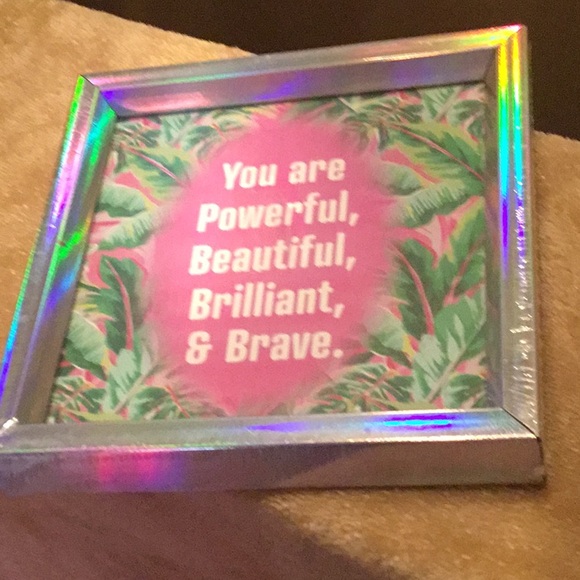 You are
Powerful,
Beautiful,
Brilliant,
& Brave.